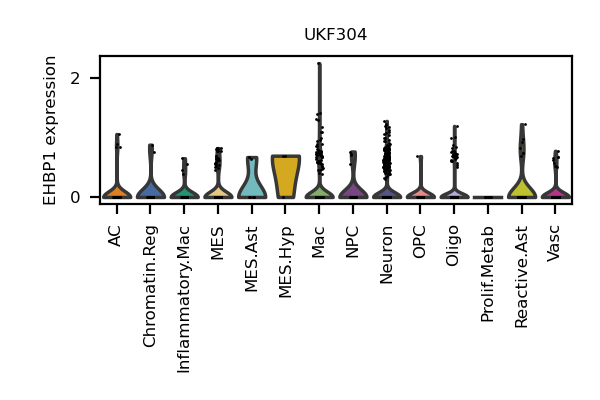 UKF304
EHBP1 expression
2
0
AC
Chromatin.Reg
Inflammatory.Mac
MES
MES.Ast
MES.Hyp
Mac
NPC
Neuron
OPC
Oligo
Prolif.Metab
Reactive.Ast
Vasc